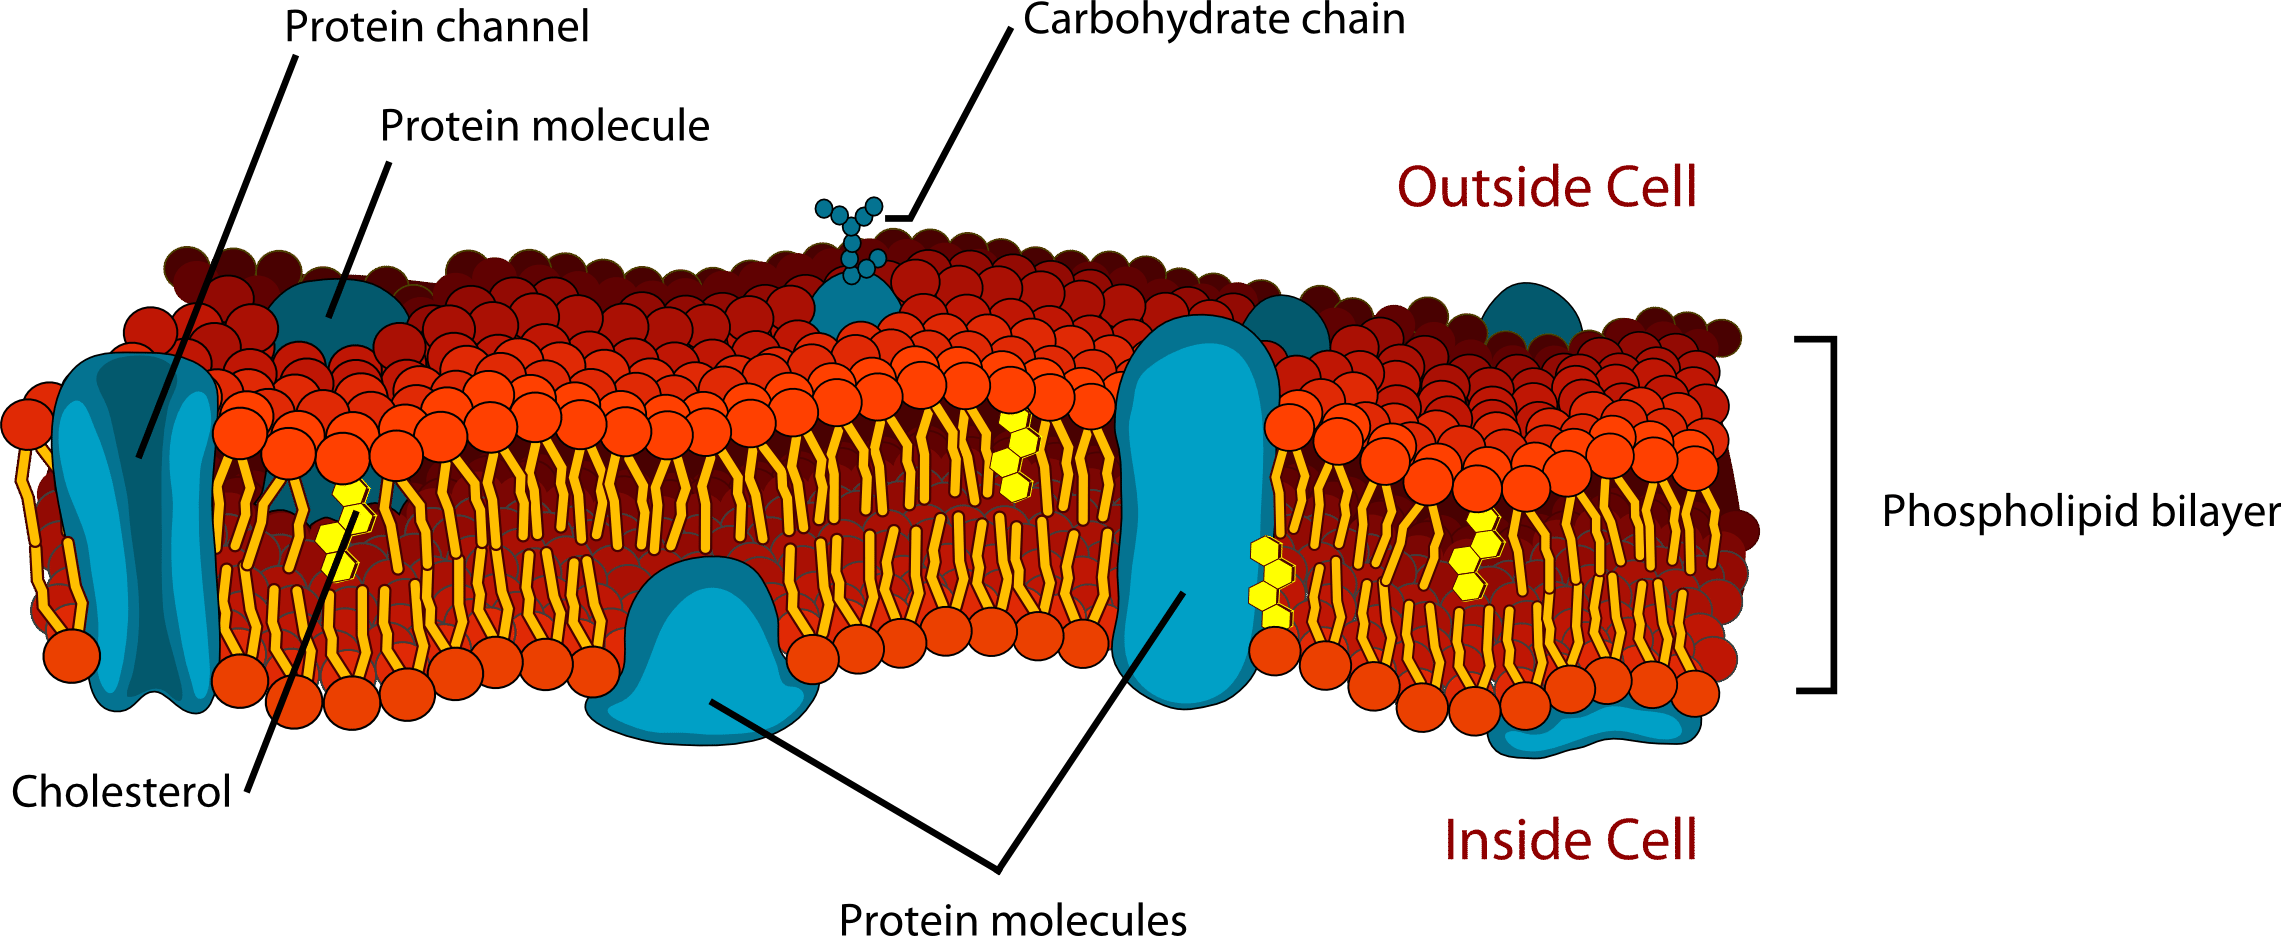 Protein channel
Carbohydrate chain
Protein molecule
Outside Cell
Phospholipid bilayer
Cholesterol
Inside Cell
Protein molecules